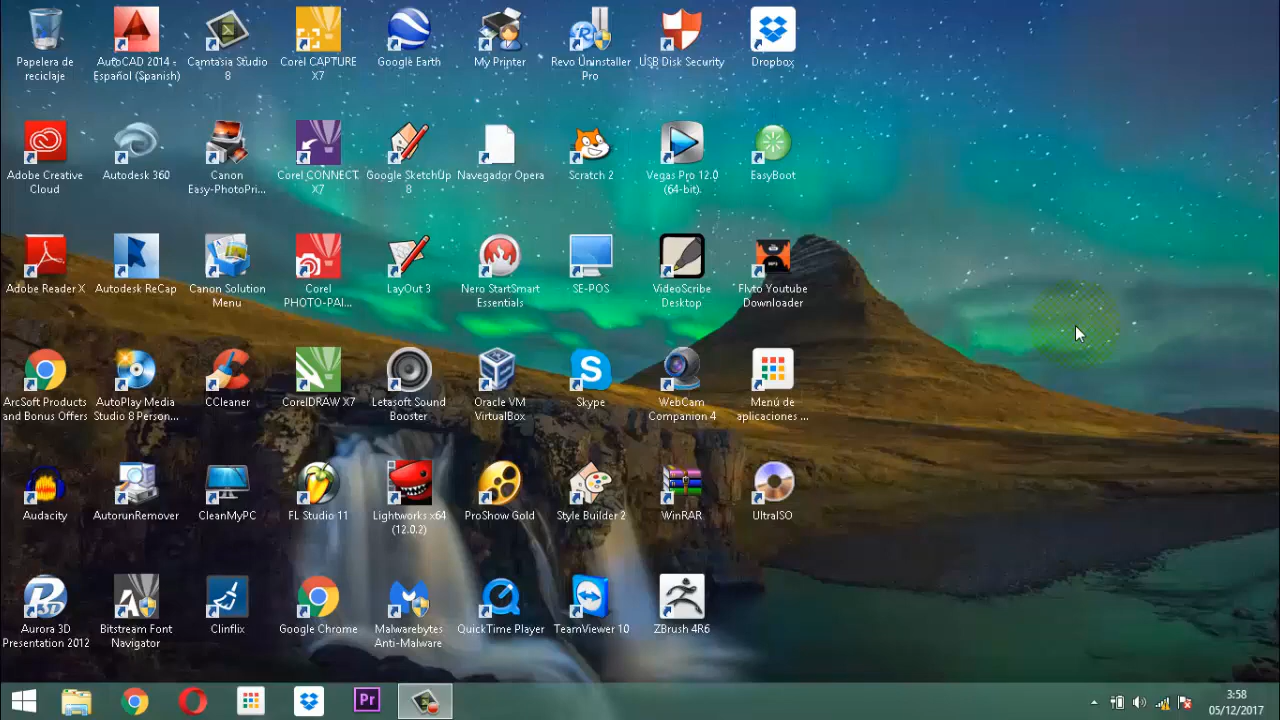 Papelera de reciclaje
AutoCAD 2014 - Español (Spanish)
Camtasia Studio 8
Corel CAPTURE X7
Google Earth
My Printer
Revo Uninstaller Pro
USB Disk Security
Dropbox
Adobe Creative Cloud
Autodesk 360
Canon Easy-PhotoPri...
Corel CONNECT X7
Google SketchUp 8
Navegador Opera
Scratch 2
Vegas Pro 12.0 (64-bit)
EasyBoot
Adobe Reader X
Autodesk ReCap
Canon Solution Menu
Corel PHOTO-PAI...
LayOut 3
Nero StartSmart Essentials
SE-POS
VideoScribe Desktop
Flyto Youtube Downloader
ArcSoft Products and Bonus Offers
AutoPlay Media Studio 8 Person...
CCleaner
CorelDRAW X7
Letasoft Sound Booster
Oracle VM VirtualBox
Skype
WebCam Companion 4
Menú de aplicaciones ...
Audacity
AutorunRemover
CleanMyPC
FL Studio 11
Lightworks x64 (12.0.2)
ProShow Gold
Style Builder 2
WinRAR
UltraISO
Aurora 3D Presentation 2012
Bitstream Font Navigator
Clinflix
Google Chrome
Malwarebytes Anti-Malware
QuickTime Player
TeamViewer 10
ZBrush 4R6
Pr
3:58
05/12/2017